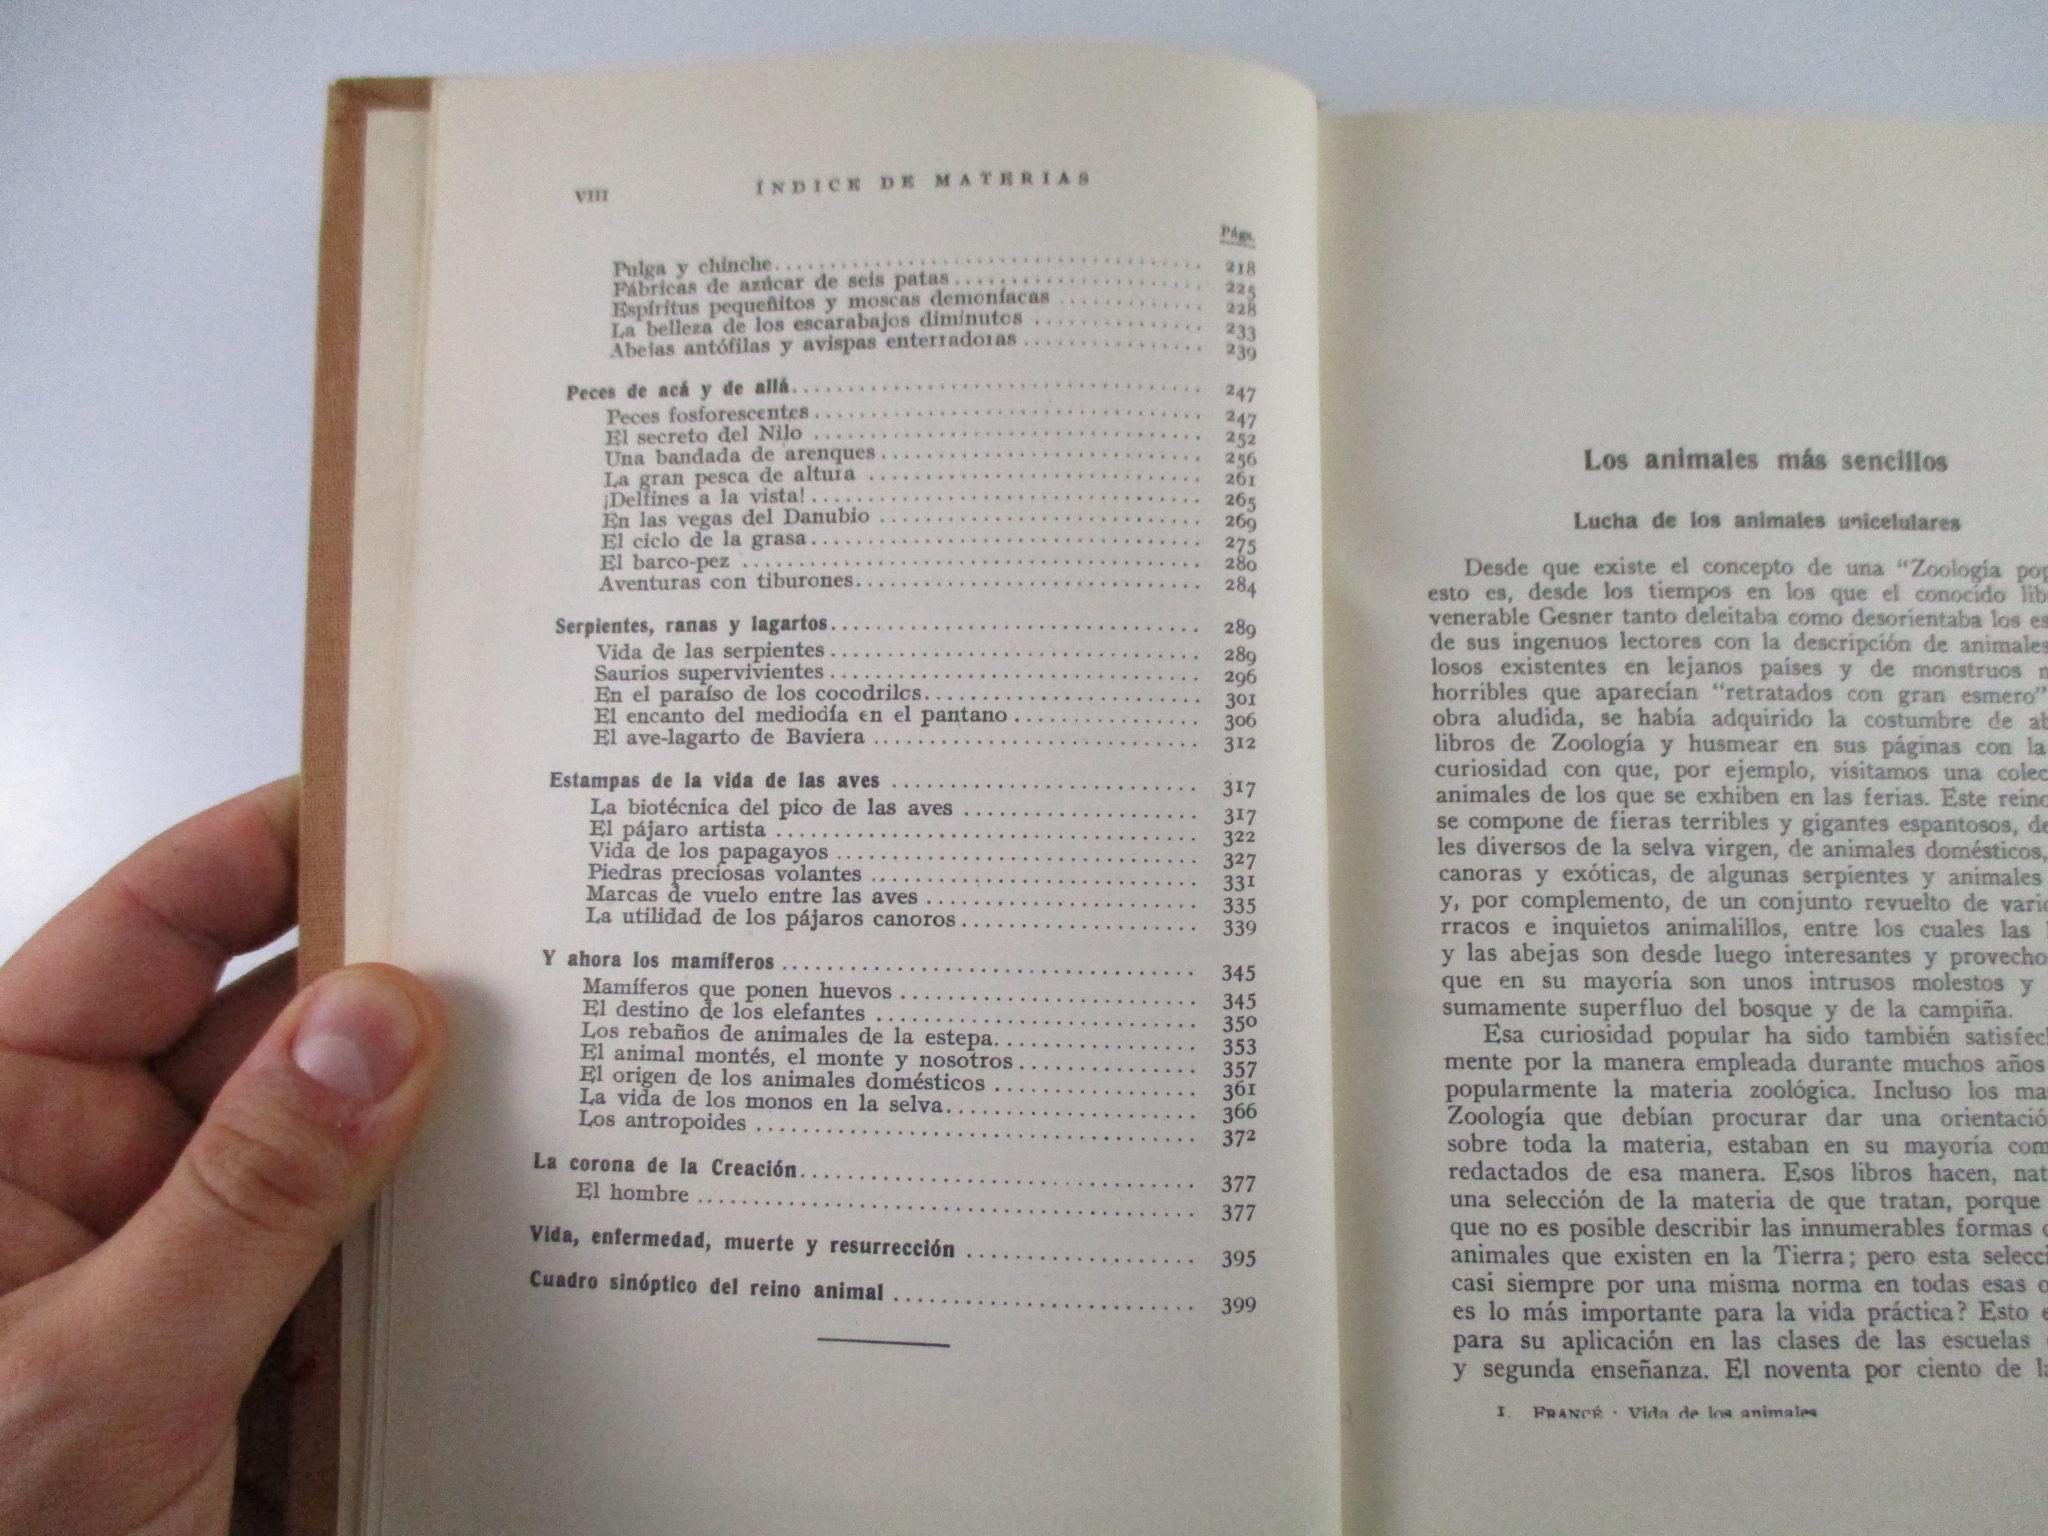 VIII ÍNDICE DE MATERIAS
Págs.
Pulga y chinche 218
Fábricas de azúcar de seis patas 225
Espíritus pequeñitos y moscas demoníacas 228
La belleza de los escarabajos diminutos 233
Abejas antófilas y avispas enterradoras 239
Peces de acá y de allá 247
Peces fosforescentes 247
El secreto del Nilo 252
Una bandada de arenques 256
La gran pesca de altura 261
¡Delfines a la vista! 265
En las vegas del Danubio 269
El ciclo de la grasa 275
El barco-pez 280
Aventuras con tiburones 284
Serpientes, ranas y lagartos 289
Vida de las serpientes 289
Saurios supervivientes 296
En el paraíso de los cocodrilos 301
El encanto del mediodía en el pantano 306
El ave-lagarto de Baviera 312
Estampas de la vida de las aves 317
La biotécnica del pico de las aves 317
El pájaro artista 322
Vida de los papagayos 327
Piedras preciosas volantes 331
Marcas de vuelo entre las aves 335
La utilidad de los pájaros canoros 339
Y ahora los mamíferos 345
Mamíferos que ponen huevos 345
El destino de los elefantes 350
Los rebaños de animales de la estepa 353
El animal montés, el monte y nosotros 357
El origen de los animales domésticos 361
La vida de los monos en la selva 366
Los antropoides 372
La corona de la Creación 377
El hombre 377
Vida, enfermedad, muerte y resurrección 395
Cuadro sinóptico del reino animal 399
Los animales más sencillos
Lucha de los animales unicelulares
Desde que existe el concepto de una "Zoología pop
esto es, desde los tiempos en los que el conocido lib
venerable Gesner tanto deleitaba como desorientaba los es
de sus ingenuos lectores con la descripción de animales
losos existentes en lejanos países y de monstruos
horribles que aparecían "retratados con gran esmero"
obra aludida, se había adquirido la costumbre de ab
libros de Zoología y husmear en sus páginas con la
curiosidad con que, por ejemplo, visitamos una colec
animales de los que se exhiben en las ferias. Este reino
se compone de fieras terribles y gigantes espantosos, de
les diversos de la selva virgen, de animales domésticos,
canoras y exóticas, de algunas serpientes y animales
y, por complemento, de un conjunto revuelto de vario
rracos e inquietos animalillos, entre los cuales las
y las abejas son desde luego interesantes y provecho
que en su mayoría son unos intrusos molestos y
sumamente superfluo del bosque y de la campiña.
Esa curiosidad popular ha sido también satisfec
mente por la manera empleada durante muchos años
popularmente la materia zoológica. Incluso los ma
Zoología que debían procurar dar una orientació
sobre toda la materia, estaban en su mayoría com
redactados de esa manera. Esos libros hacen, nat
una selección de la materia de que tratan, porque
que no es posible describir las innumerables formas
animales que existen en la Tierra; pero esta selecci
casi siempre por una misma norma en todas esas o
es lo más importante para la vida práctica? Esto
para su aplicación en las clases de las escuelas
y segunda enseñanza. El noventa por ciento de la
1. FRANCÉ · Vida de los animales